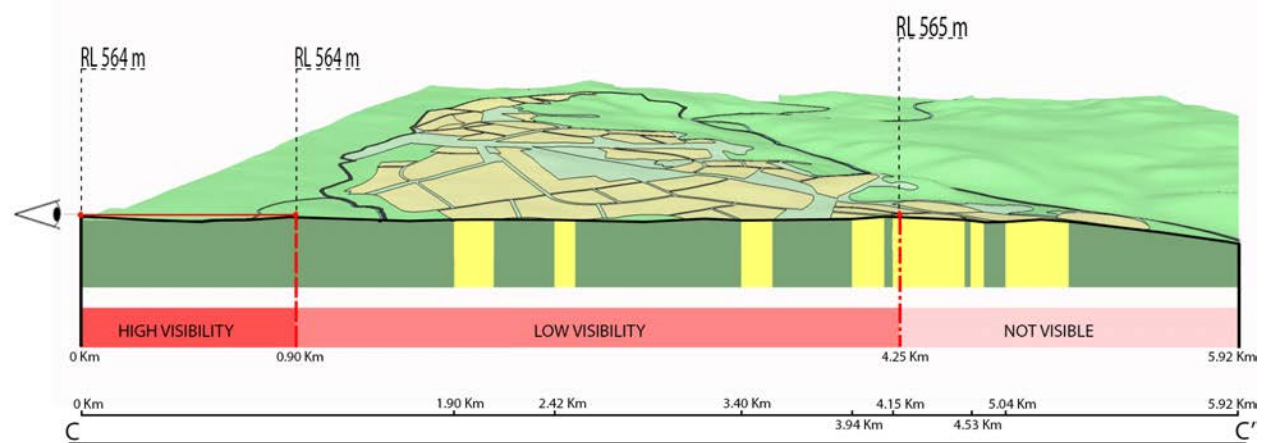 RL 565 m
RL 564 m RL 564 m
HIGH VISIBILITY LOW VISIBILITY NOT VISIBLE
0 Km 0.90 Km 4.25 Km 5.92 Km
0 Km 1.90 Km 2.42 Km 3.40 Km 4.15 Km 5.04 Km 5.92 Km
3.94 Km 4.53 Km
C C'